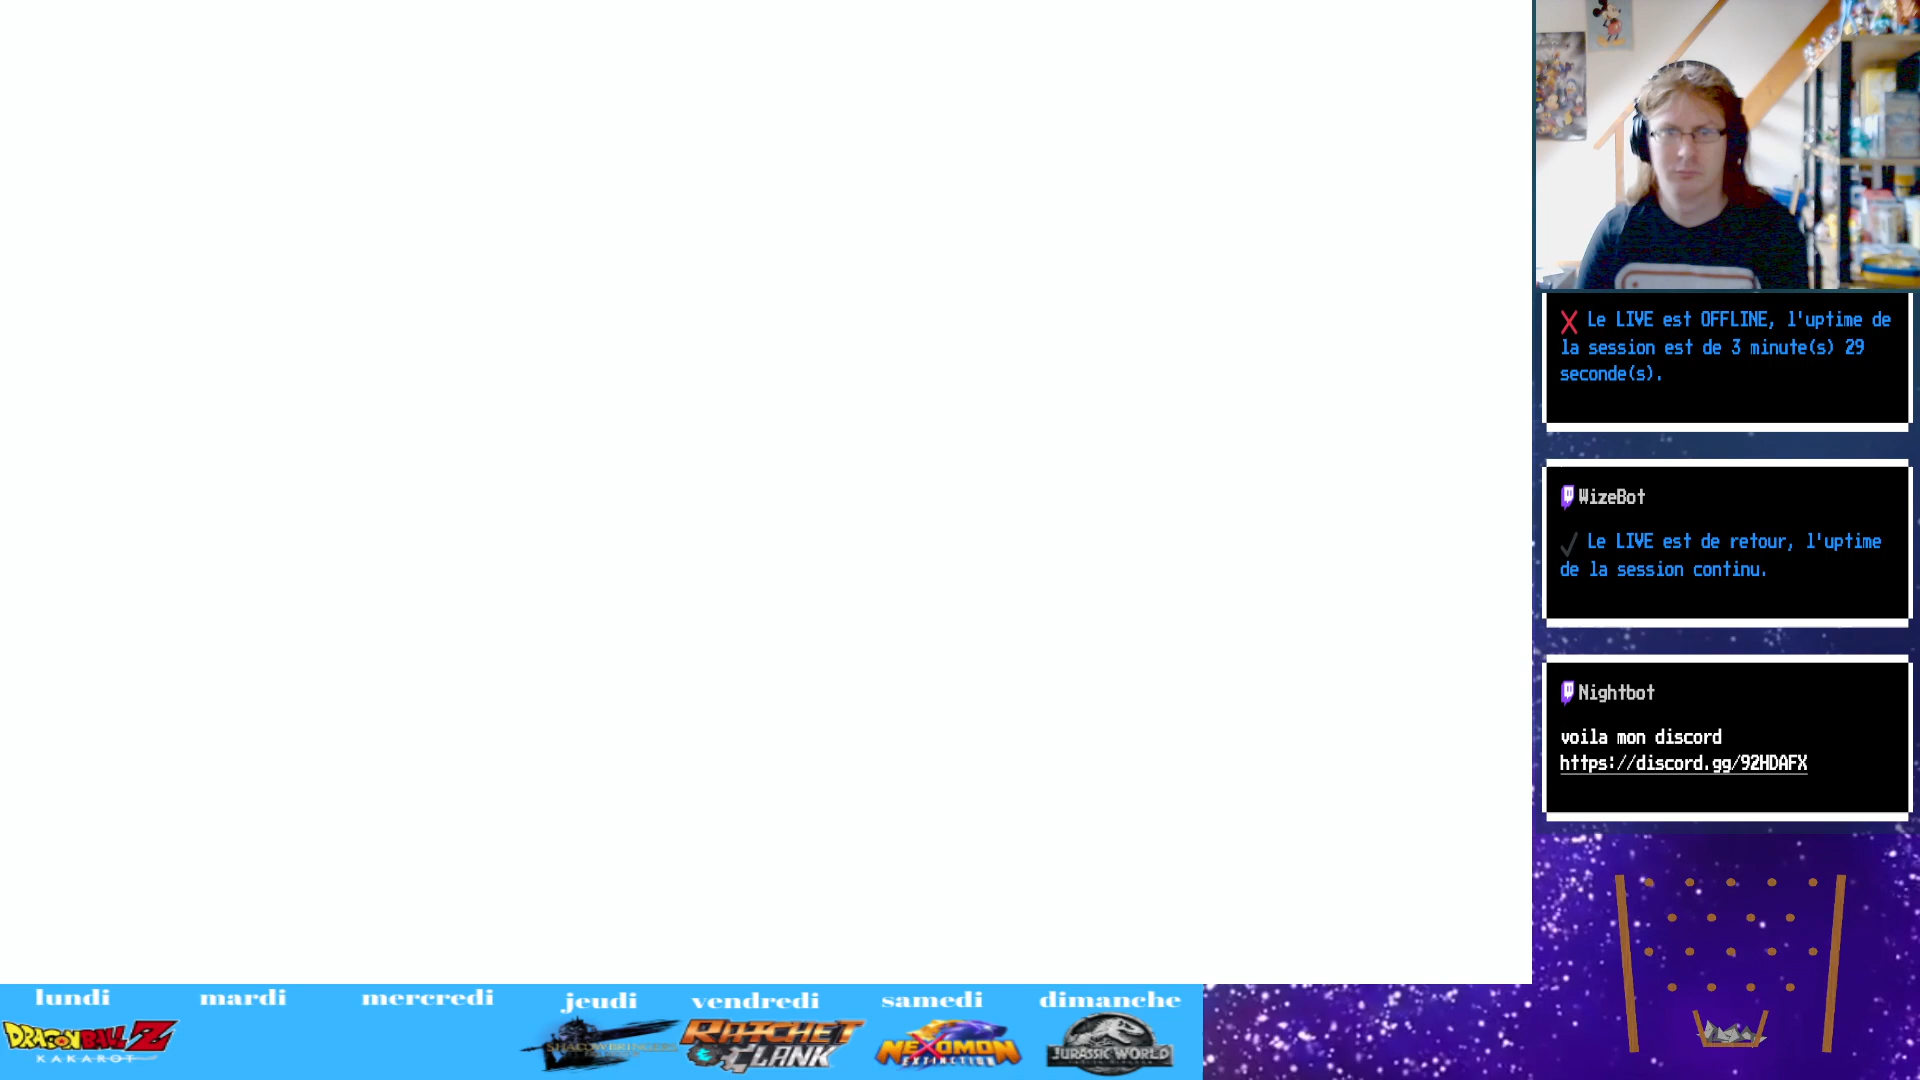 Le LIVE est OFFLINE, l'uptime de
la session est de 3 minute(s) 29
seconde(s).
WizeBot
Le LIVE est de retour, l'uptime
de la session continu.
Nightbot
voila mon discord
https://discord.gg/92HDAFX
lundi
mardi
mercredi
jeudi
vendredi
samedi
dimanche
DRAGON BALL Z
KAKAROT
SHADOWBRINGERS
RATCHET
& CLANK
NEXOMON
EXTINCTION
JURASSIC WORLD